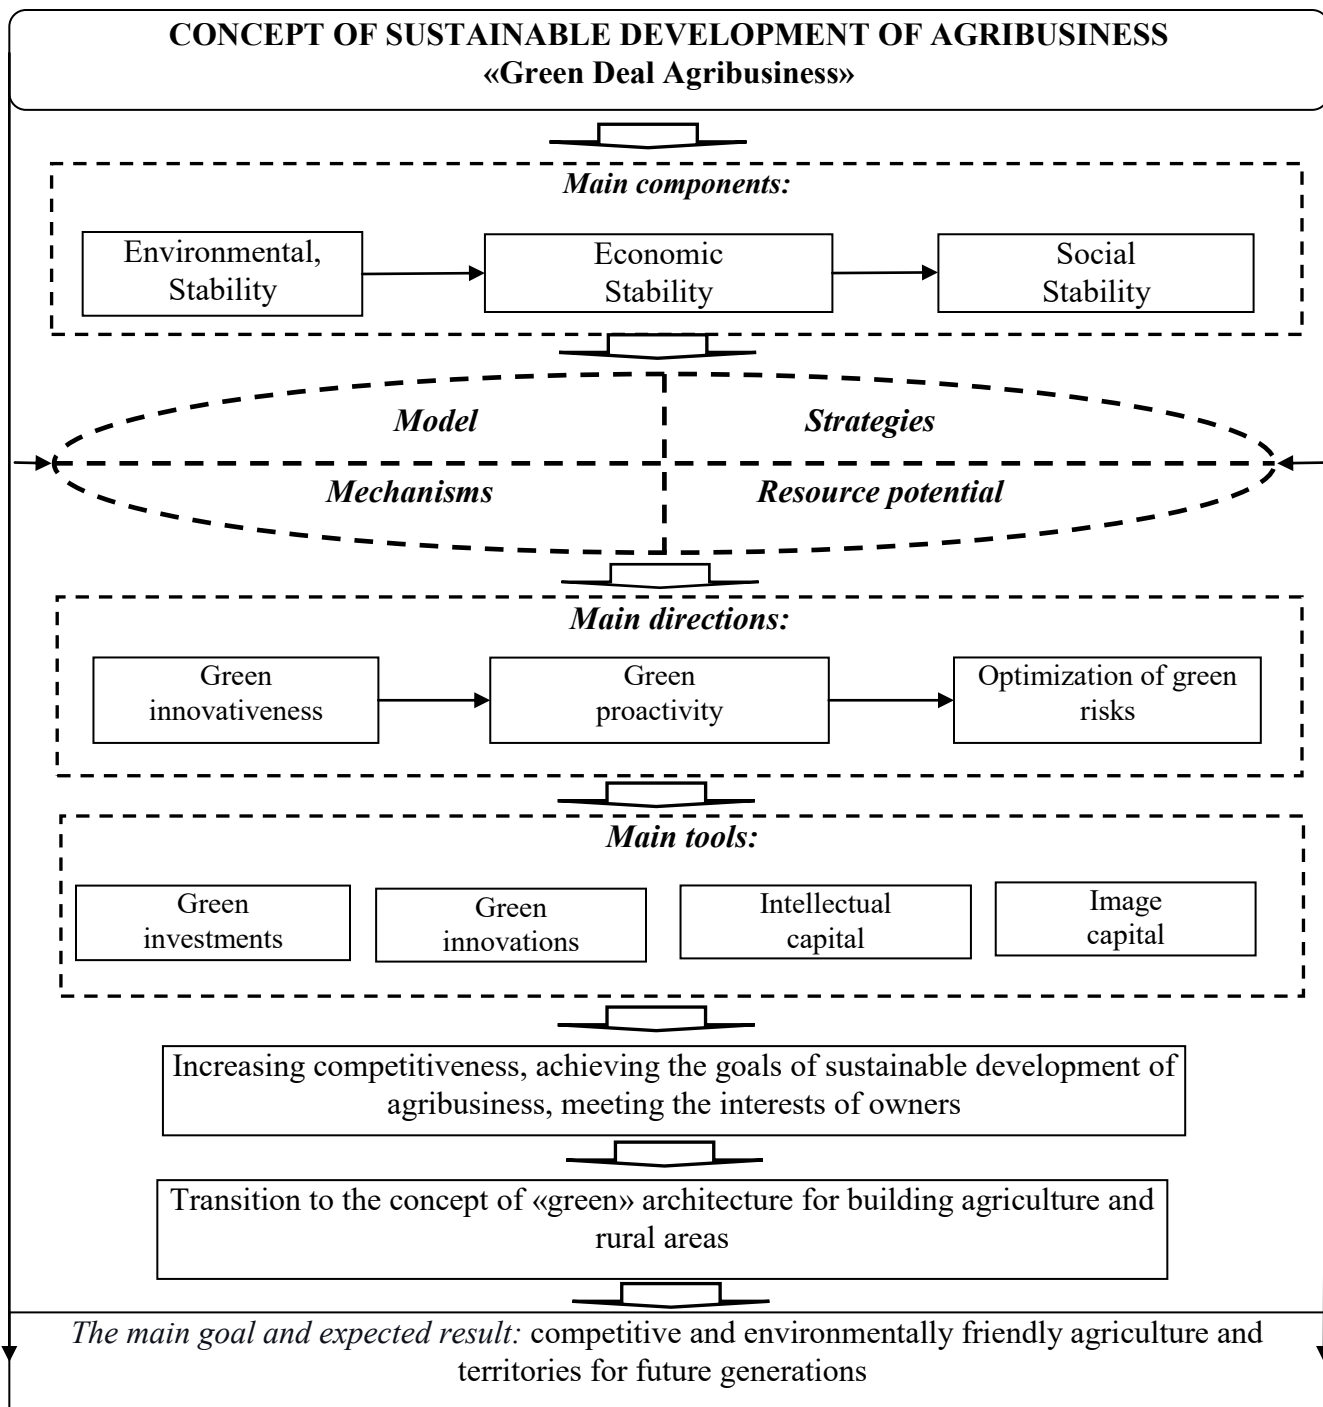 CONCEPT OF SUSTAINABLE DEVELOPMENT OF AGRIBUSINESS
«Green Deal Agribusiness»
Main components:
Environmental,
Stability
Economic
Stability
Social
Stability
Model
Strategies
Mechanisms
Resource potential
Main directions:
Green
innovativeness
Green
proactivity
Optimization of green
risks
Main tools:
Green
investments
Green
innovations
Intellectual
capital
Image
capital
Increasing competitiveness, achieving the goals of sustainable development of
agribusiness, meeting the interests of owners
Transition to the concept of «green» architecture for building agriculture and
rural areas
The main goal and expected result: competitive and environmentally friendly agriculture and
territories for future generations